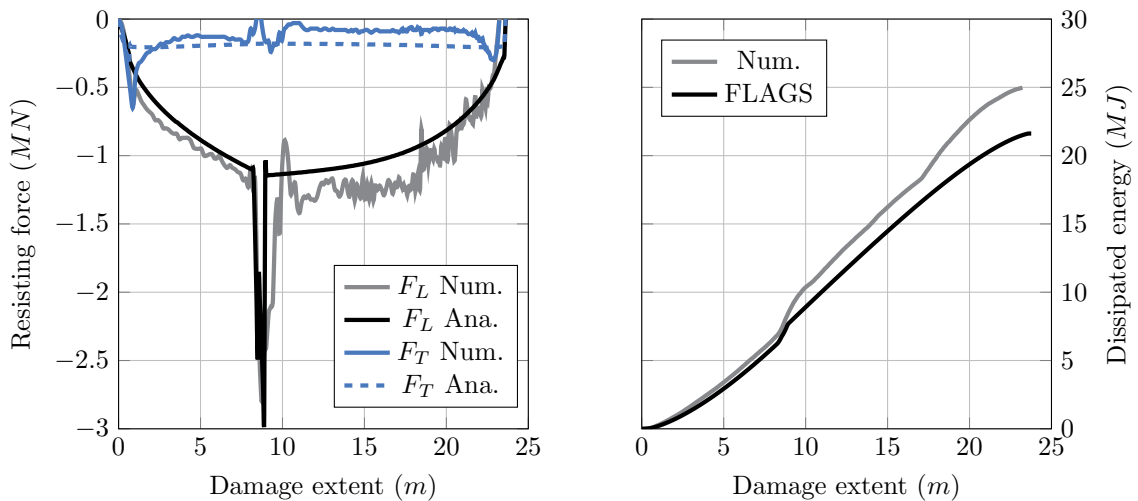 0
−0.5
−1
−1.5
−2
−2.5
−3
0 5 10 15 20 25
Resisting force (MN)
Damage extent (m)
F_L Num.
F_L Ana.
F_T Num.
F_T Ana.
Num.
FLAGS
30
25
20
15
10
5
0
0 5 10 15 20 25
Dissipated energy (MJ)
Damage extent (m)